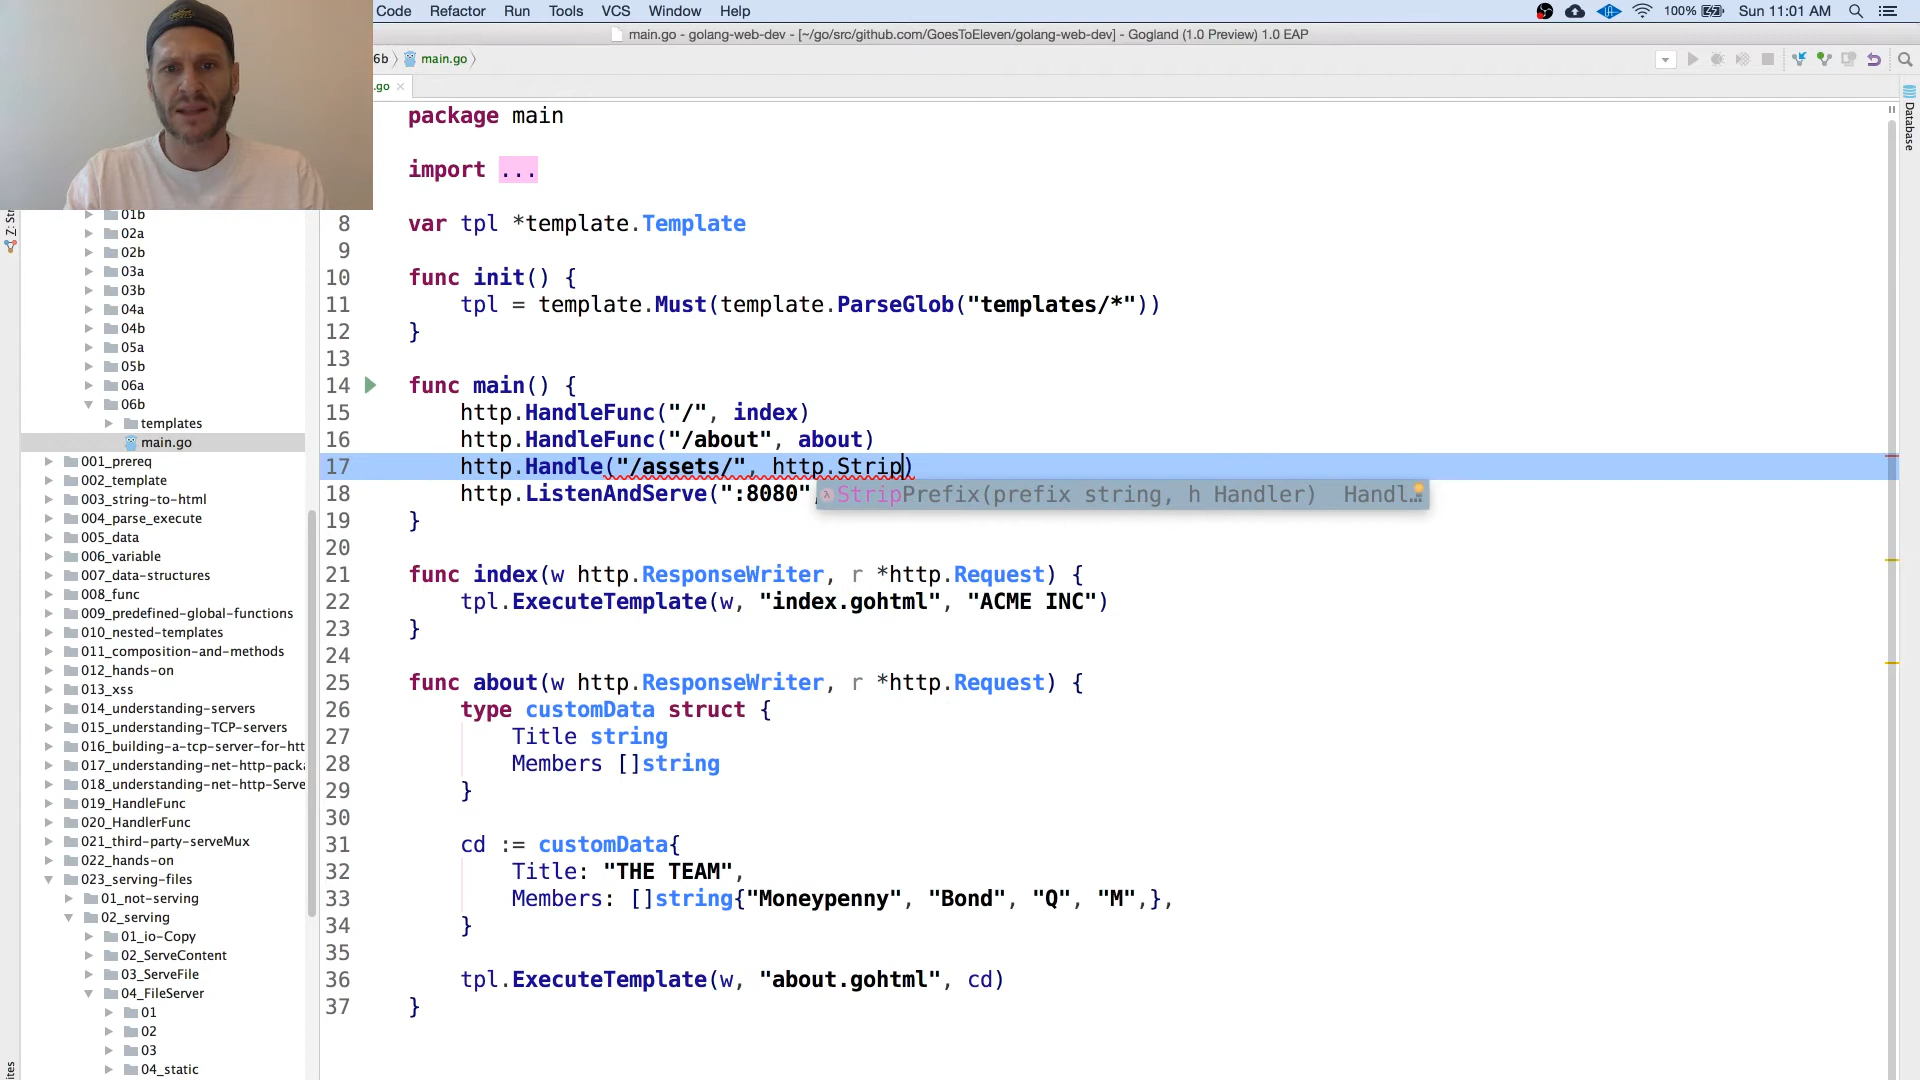 Code Refactor Run Tools VCS Window Help
100% Sun 11:01 AM
main.go - golang-web-dev - [~/go/src/github.com/GoesToEleven/golang-web-dev] - Gogland (1.0 Preview) 1.0 EAP
6b main.go
.go
Database
Z: Str
01b
02a
02b
03a
03b
04a
04b
05a
05b
06a
06b
templates
main.go
001_prereq
002_template
003_string-to-html
004_parse_execute
005_data
006_variable
007_data-structures
008_func
009_predefined-global-functions
010_nested-templates
011_composition-and-methods
012_hands-on
013_xss
014_understanding-servers
015_understanding-TCP-servers
016_building-a-tcp-server-for-htt
017_understanding-net-http-packa
018_understanding-net-http-Serve
019_HandleFunc
020_HandlerFunc
021_third-party-serveMux
022_hands-on
023_serving-files
01_not-serving
02_serving
01_io-Copy
02_ServeContent
03_ServeFile
04_FileServer
01
02
03
04_static
ites
package main
import ...
8 var tpl *template.Template
9
10 func init() {
11 tpl = template.Must(template.ParseGlob("templates/*"))
12 }
13
14 func main() {
15 http.HandleFunc("/", index)
16 http.HandleFunc("/about", about)
17 http.Handle("/assets/", http.Strip)
18 http.ListenAndServe(":8080",
StripPrefix(prefix string, h Handler) Handl…
19 }
20
21 func index(w http.ResponseWriter, r *http.Request) {
22 tpl.ExecuteTemplate(w, "index.gohtml", "ACME INC")
23 }
24
25 func about(w http.ResponseWriter, r *http.Request) {
26 type customData struct {
27 Title string
28 Members []string
29 }
30
31 cd := customData{
32 Title: "THE TEAM",
33 Members: []string{"Moneypenny", "Bond", "Q", "M",},
34 }
35
36 tpl.ExecuteTemplate(w, "about.gohtml", cd)
37 }